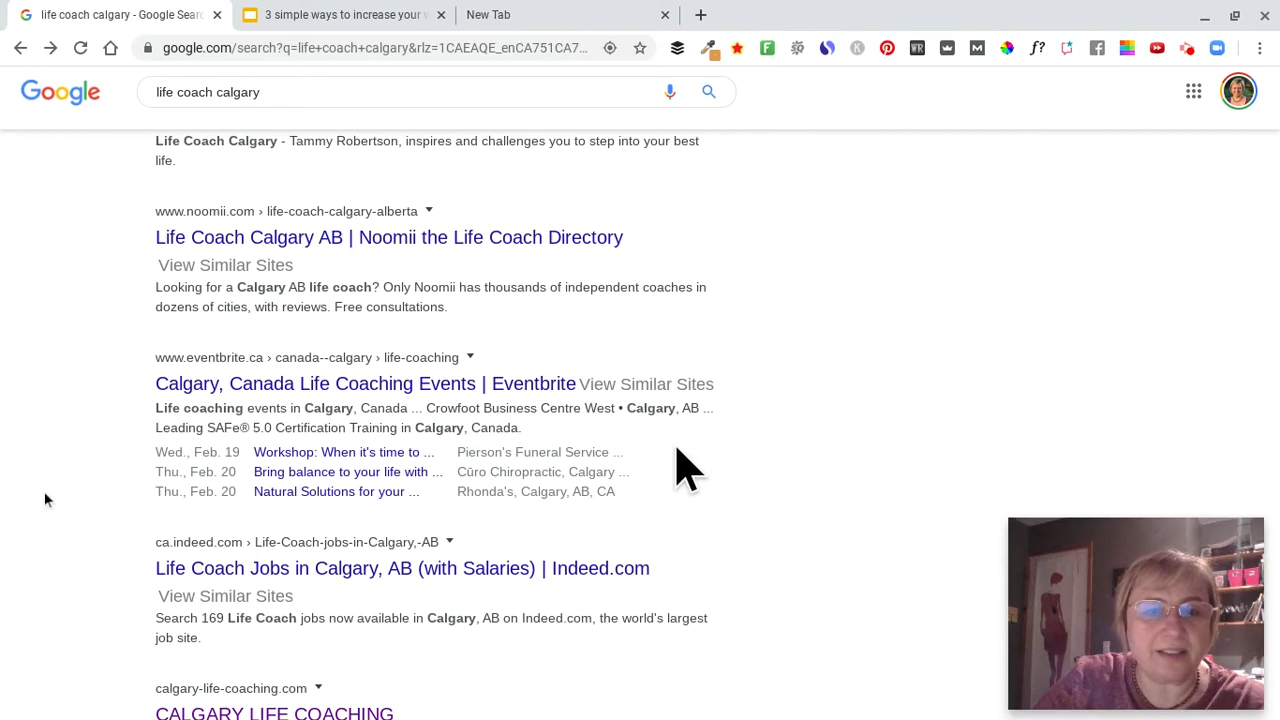 life coach calgary - Google Sear
3 simple ways to increase your w
New Tab
google.com/search?q=life+coach+calgary&rlz=1CAEAQE_enCA751CA7...
Google
life coach calgary
Life Coach Calgary - Tammy Robertson, inspires and challenges you to step into your best
life.
www.noomii.com › life-coach-calgary-alberta
Life Coach Calgary AB | Noomii the Life Coach Directory
View Similar Sites
Looking for a Calgary AB life coach? Only Noomii has thousands of independent coaches in
dozens of cities, with reviews. Free consultations.
www.eventbrite.ca › canada--calgary › life-coaching
Calgary, Canada Life Coaching Events | Eventbrite View Similar Sites
Life coaching events in Calgary, Canada ... Crowfoot Business Centre West • Calgary, AB ...
Leading SAFe® 5.0 Certification Training in Calgary, Canada.
Wed., Feb. 19 Workshop: When it's time to ... Pierson's Funeral Service ...
Thu., Feb. 20 Bring balance to your life with ... Cūro Chiropractic, Calgary ...
Thu., Feb. 20 Natural Solutions for your ... Rhonda's, Calgary, AB, CA
ca.indeed.com › Life-Coach-jobs-in-Calgary,-AB
Life Coach Jobs in Calgary, AB (with Salaries) | Indeed.com
View Similar Sites
Search 169 Life Coach jobs now available in Calgary, AB on Indeed.com, the world's largest
job site.
calgary-life-coaching.com
CALGARY LIFE COACHING